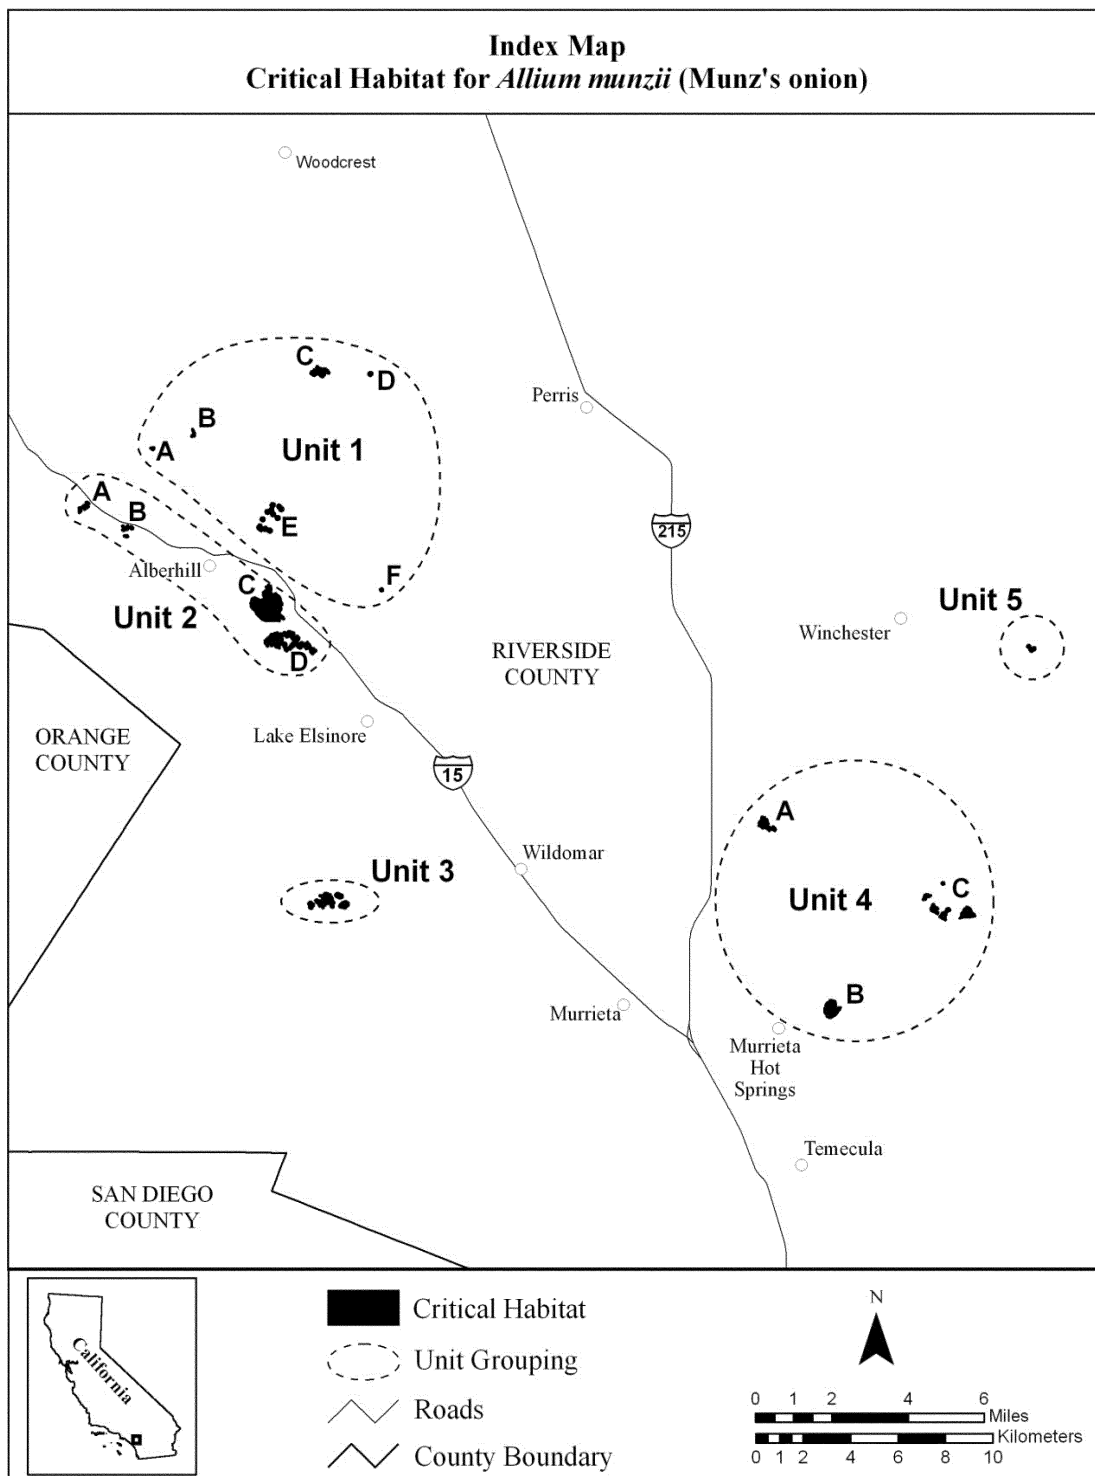 Index Map
Critical Habitat for Allium munzii (Munz's onion)
Woodcrest
C
D
Perris
B
A
Unit 1
A
B
E
215
Alberhill
C
F
Unit 2
Unit 5
Winchester
D
RIVERSIDE
COUNTY
ORANGE
COUNTY
Lake Elsinore
15
A
Wildomar
Unit 3
Unit 4
C
B
Murrieta
Murrieta
Hot
Springs
Temecula
SAN DIEGO
COUNTY
California
Critical Habitat
Unit Grouping
Roads
County Boundary
N
0 1 2 4 6
Miles
Kilometers
0 1 2 4 6 8 10